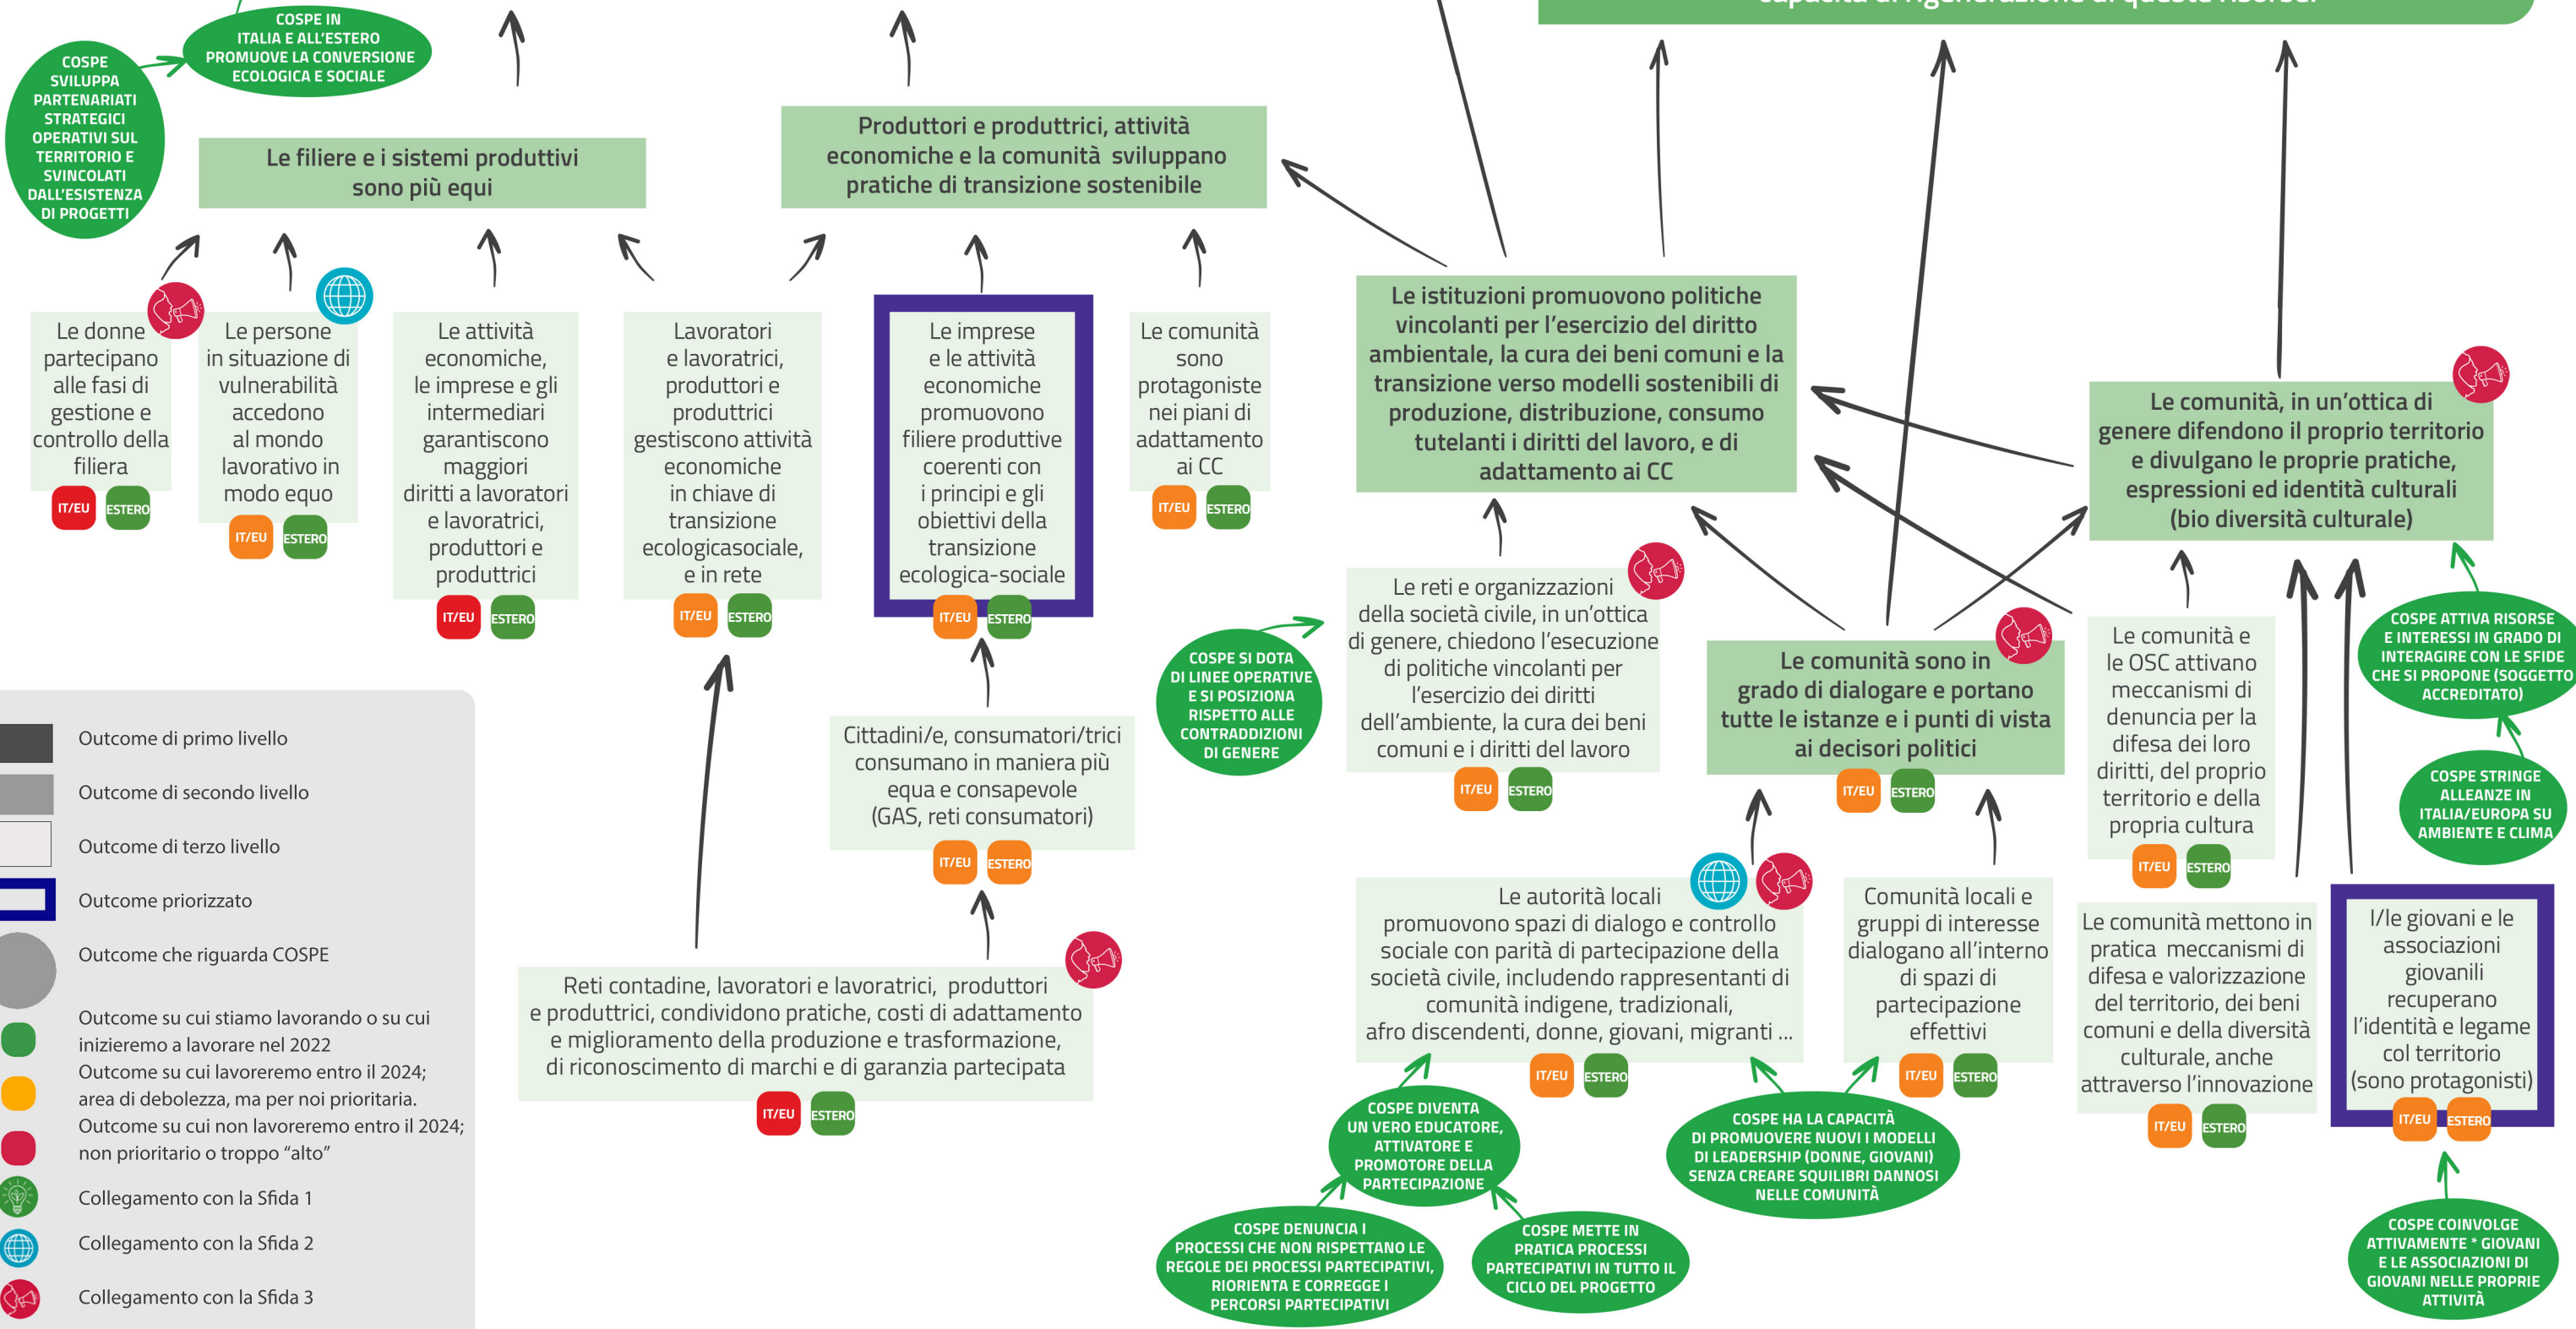 capacità di rigenerazione di queste risorse.
COSPE IN
ITALIA E ALL'ESTERO
PROMUOVE LA CONVERSIONE
ECOLOGICA E SOCIALE
COSPE
SVILUPPA
PARTENARIATI
STRATEGICI
OPERATIVI SUL
TERRITORIO E
SVINCOLATI
DALL'ESISTENZA
DI PROGETTI
Le filiere e i sistemi produttivi
sono più equi
Produttori e produttrici, attività
economiche e la comunità sviluppano
pratiche di transizione sostenibile
Le donne
partecipano
alle fasi di
gestione e
controllo della
filiera
IT/EU ESTERO
Le persone
in situazione di
vulnerabilità
accedono
al mondo
lavorativo in
modo equo
IT/EU ESTERO
Le attività
economiche,
le imprese e gli
intermediari
garantiscono
maggiori
diritti a lavoratori
e lavoratrici,
produttori e
produttrici
IT/EU ESTERO
Lavoratori
e lavoratrici,
produttori e
produttrici
gestiscono attività
economiche
in chiave di
transizione
ecologicasociale,
e in rete
IT/EU ESTERO
Le imprese
e le attività
economiche
promuovono
filiere produttive
coerenti con
i principi e gli
obiettivi della
transizione
ecologica-sociale
IT/EU ESTERO
Le comunità
sono
protagoniste
nei piani di
adattamento
ai CC
IT/EU ESTERO
Le istituzioni promuovono politiche
vincolanti per l'esercizio del diritto
ambientale, la cura dei beni comuni e la
transizione verso modelli sostenibili di
produzione, distribuzione, consumo
tutelanti i diritti del lavoro, e di
adattamento ai CC
Le comunità, in un'ottica di
genere difendono il proprio territorio
e divulgano le proprie pratiche,
espressioni ed identità culturali
(bio diversità culturale)
COSPE SI DOTA
DI LINEE OPERATIVE
E SI POSIZIONA
RISPETTO ALLE
CONTRADDIZIONI
DI GENERE
Le reti e organizzazioni
della società civile, in un'ottica
di genere, chiedono l'esecuzione
di politiche vincolanti per
l'esercizio dei diritti
dell'ambiente, la cura dei beni
comuni e i diritti del lavoro
IT/EU ESTERO
Le comunità sono in
grado di dialogare e portano
tutte le istanze e i punti di vista
ai decisori politici
IT/EU ESTERO
Le comunità e
le OSC attivano
meccanismi di
denuncia per la
difesa dei loro
diritti, del proprio
territorio e della
propria cultura
IT/EU ESTERO
COSPE ATTIVA RISORSE
E INTERESSI IN GRADO DI
INTERAGIRE CON LE SFIDE
CHE SI PROPONE (SOGGETTO
ACCREDITATO)
COSPE STRINGE
ALLEANZE IN
ITALIA/EUROPA SU
AMBIENTE E CLIMA
Cittadini/e, consumatori/trici
consumano in maniera più
equa e consapevole
(GAS, reti consumatori)
IT/EU ESTERO
Reti contadine, lavoratori e lavoratrici, produttori
e produttrici, condividono pratiche, costi di adattamento
e miglioramento della produzione e trasformazione,
di riconoscimento di marchi e di garanzia partecipata
IT/EU ESTERO
Le autorità locali
promuovono spazi di dialogo e controllo
sociale con parità di partecipazione della
società civile, includendo rappresentanti di
comunità indigene, tradizionali,
afro discendenti, donne, giovani, migranti ...
IT/EU ESTERO
Comunità locali e
gruppi di interesse
dialogano all'interno
di spazi di
partecipazione
effettivi
IT/EU ESTERO
Le comunità mettono in
pratica meccanismi di
difesa e valorizzazione
del territorio, dei beni
comuni e della diversità
culturale, anche
attraverso l'innovazione
IT/EU ESTERO
I/le giovani e le
associazioni
giovanili
recuperano
l'identità e legame
col territorio
(sono protagonisti)
IT/EU ESTERO
COSPE DIVENTA
UN VERO EDUCATORE,
ATTIVATORE E
PROMOTORE DELLA
PARTECIPAZIONE
COSPE HA LA CAPACITÀ
DI PROMUOVERE NUOVI I MODELLI
DI LEADERSHIP (DONNE, GIOVANI)
SENZA CREARE SQUILIBRI DANNOSI
NELLE COMUNITÀ
COSPE DENUNCIA I
PROCESSI CHE NON RISPETTANO LE
REGOLE DEI PROCESSI PARTECIPATIVI,
RIORIENTA E CORREGGE I
PERCORSI PARTECIPATIVI
COSPE METTE IN
PRATICA PROCESSI
PARTECIPATIVI IN TUTTO IL
CICLO DEL PROGETTO
COSPE COINVOLGE
ATTIVAMENTE * GIOVANI
E LE ASSOCIAZIONI DI
GIOVANI NELLE PROPRIE
ATTIVITÀ
Outcome di primo livello
Outcome di secondo livello
Outcome di terzo livello
Outcome priorizzato
Outcome che riguarda COSPE
Outcome su cui stiamo lavorando o su cui
inizieremo a lavorare nel 2022
Outcome su cui lavoreremo entro il 2024;
area di debolezza, ma per noi prioritaria.
Outcome su cui non lavoreremo entro il 2024;
non prioritario o troppo "alto"
Collegamento con la Sfida 1
Collegamento con la Sfida 2
Collegamento con la Sfida 3